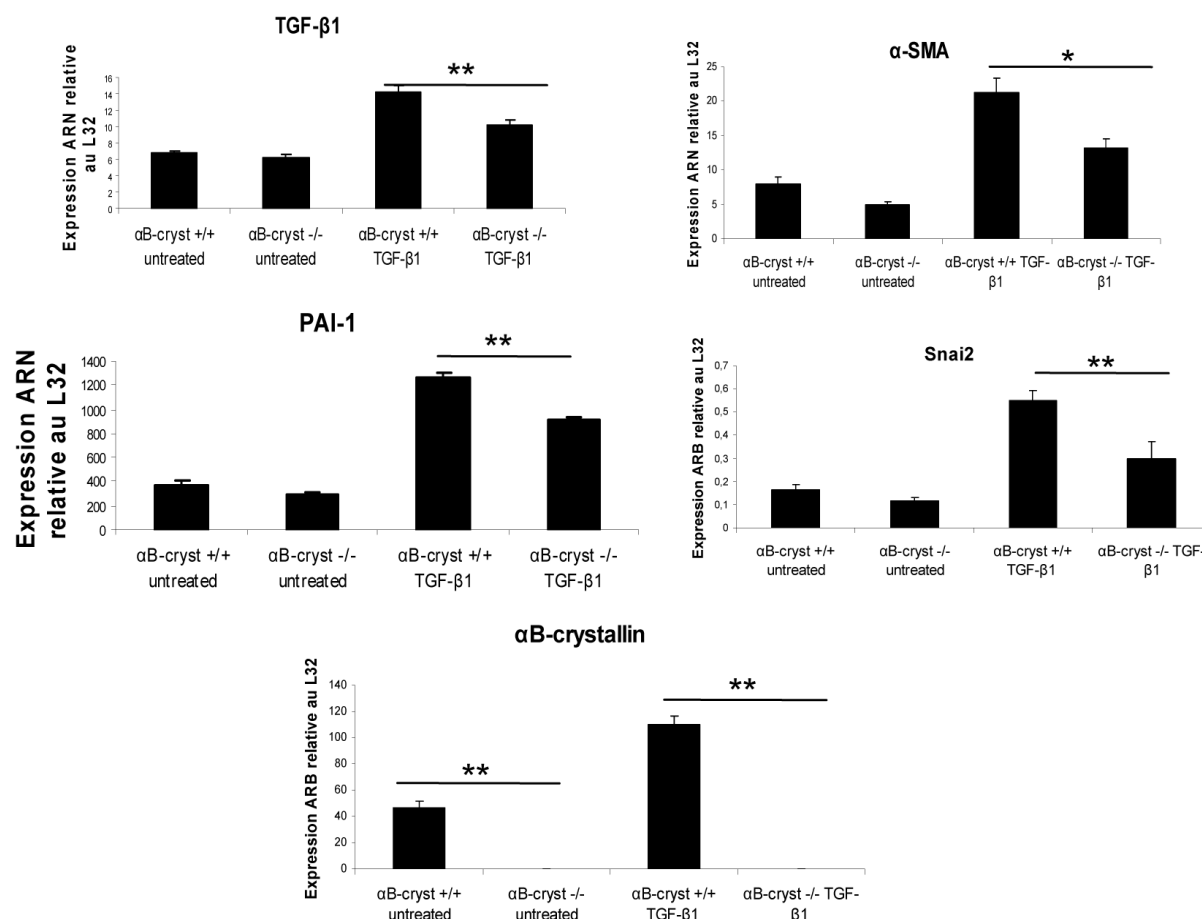 TGF-β1
Expression ARN relative
au L32
16
14
12
10
8
6
4
2
0
**
αB-cryst +/+
untreated
αB-cryst -/-
untreated
αB-cryst +/+
TGF-β1
αB-cryst -/-
TGF-β1
α-SMA
Expression ARN relative au L32
25
20
15
10
5
0
*
αB-cryst +/+
untreated
αB-cryst -/-
untreated
αB-cryst +/+ TGF-
β1
αB-cryst -/- TGF-
β1
PAI-1
Expression ARN
relative au L32
1400
1200
1000
800
600
400
200
0
**
αB-cryst +/+
untreated
αB-cryst -/-
untreated
αB-cryst +/+
TGF-β1
αB-cryst -/-
TGF-β1
Snai2
Expression ARB relative au L32
0,7
0,6
0,5
0,4
0,3
0,2
0,1
0
**
αB-cryst +/+
untreated
αB-cryst -/-
untreated
αB-cryst +/+
TGF-β1
αB-cryst -/- TGF-
β1
αB-crystallin
Expression ARB relative au L32
140
120
100
80
60
40
20
0
**
**
αB-cryst +/+
untreated
αB-cryst -/-
untreated
αB-cryst +/+
TGF-β1
αB-cryst -/- TGF-
β1